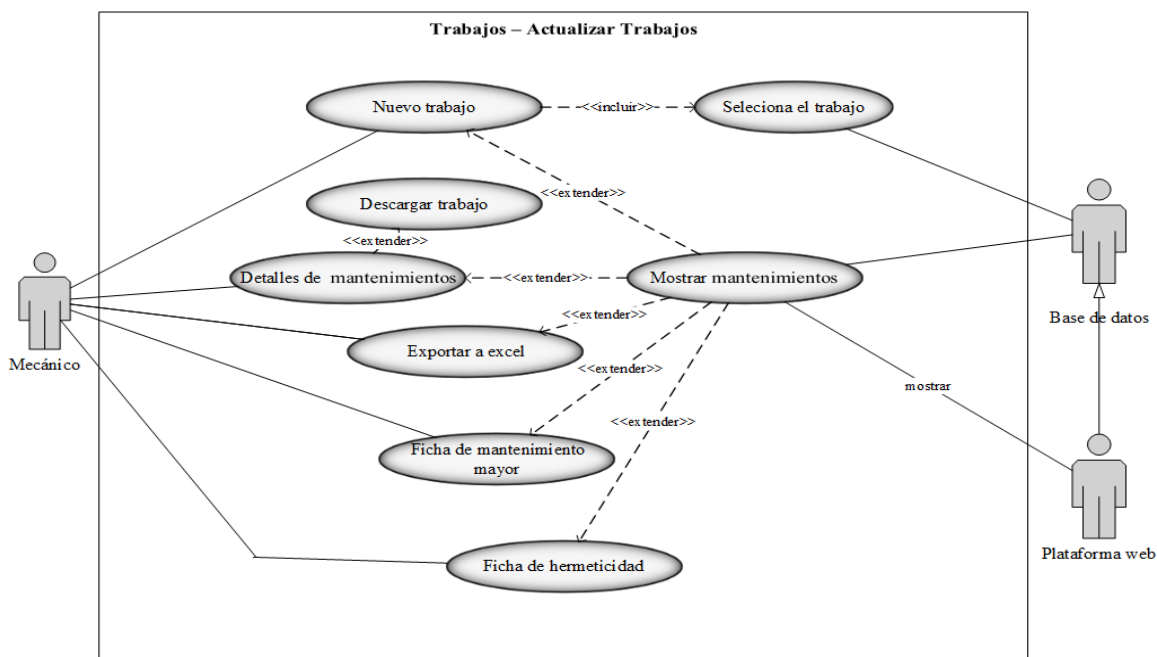 Trabajos – Actualizar Trabajos
Nuevo trabajo
<<incluir>>
Seleciona el trabajo
<<extender>>
Descargar trabajo
<<extender>>
Detalles de mantenimientos
<<extender>>
Mostrar mantenimientos
<<extender>>
Base de datos
Exportar a excel
Mecánico
<<extender>>
mostrar
<<extender>>
Ficha de mantenimiento
mayor
Plataforma web
Ficha de hermeticidad